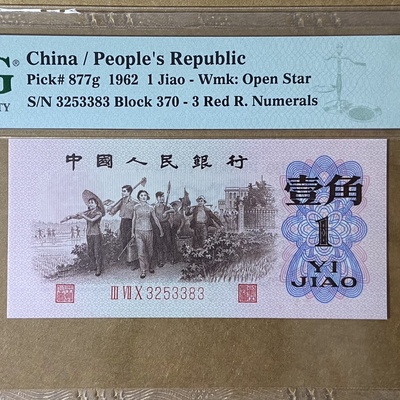 G®
TY
China / People's Republic
Pick# 877g 1962 1 Jiao - Wmk: Open Star
S/N 3253383 Block 370 - 3 Red R. Numerals
中國人民銀行
壹角
1
YI
JIAO
III VII X 3253383